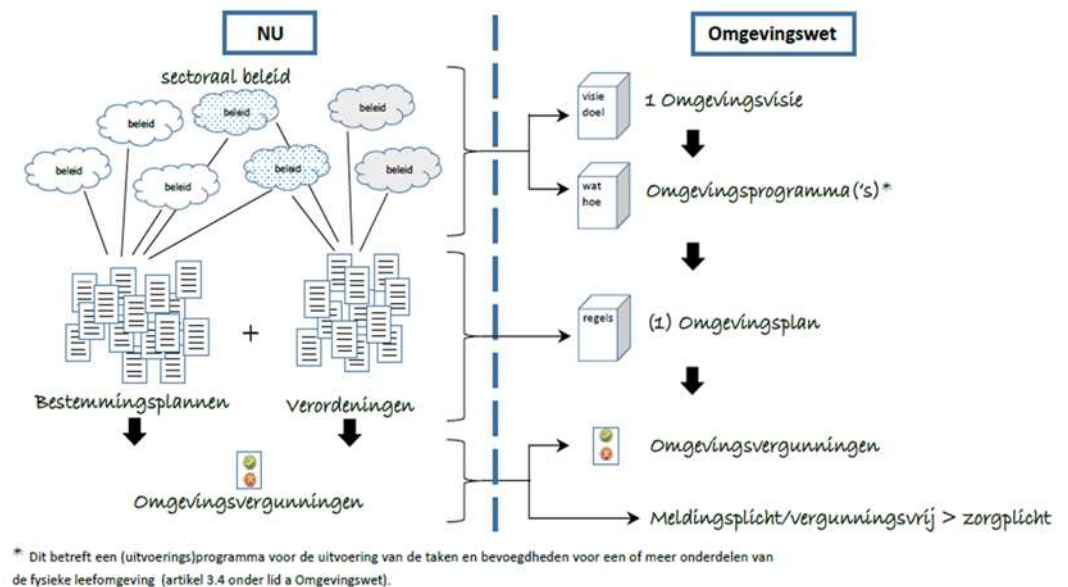 NU
Omgevingswet
sectoraal beleid
beleid
beleid
beleid
beleid
beleid
beleid
beleid
visie
doel
1 Omgevingsvisie
wat
hoe
Omgevingsprogramma('s)*
+
regels
(1) Omgevingsplan
Bestemmingsplannen
Verordeningen
Omgevingsvergunningen
Omgevingsvergunningen
Meldingsplicht/vergunningsvrij > zorgplicht
* Dit betreft een (uitvoerings)programma voor de uitvoering van de taken en bevoegdheden voor een of meer onderdelen van
de fysieke leefomgeving (artikel 3.4 onder lid a Omgevingswet).